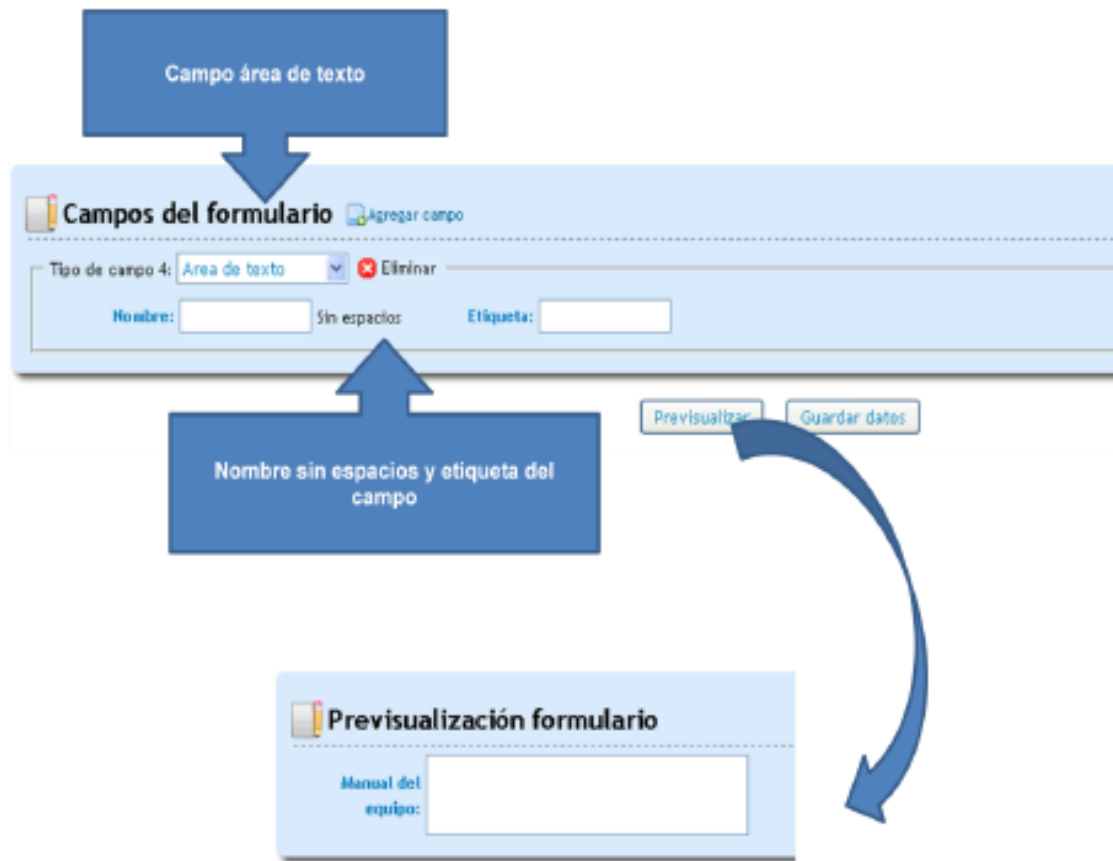 Campo área de texto
Campos del formulario Agregar campo
Tipo de campo 4: Area de texto Eliminar
Nombre: Sin espacios Etiqueta:
Previsualizar Guardar datos
Nombre sin espacios y etiqueta del
campo
Previsualización formulario
Manual del
equipo: